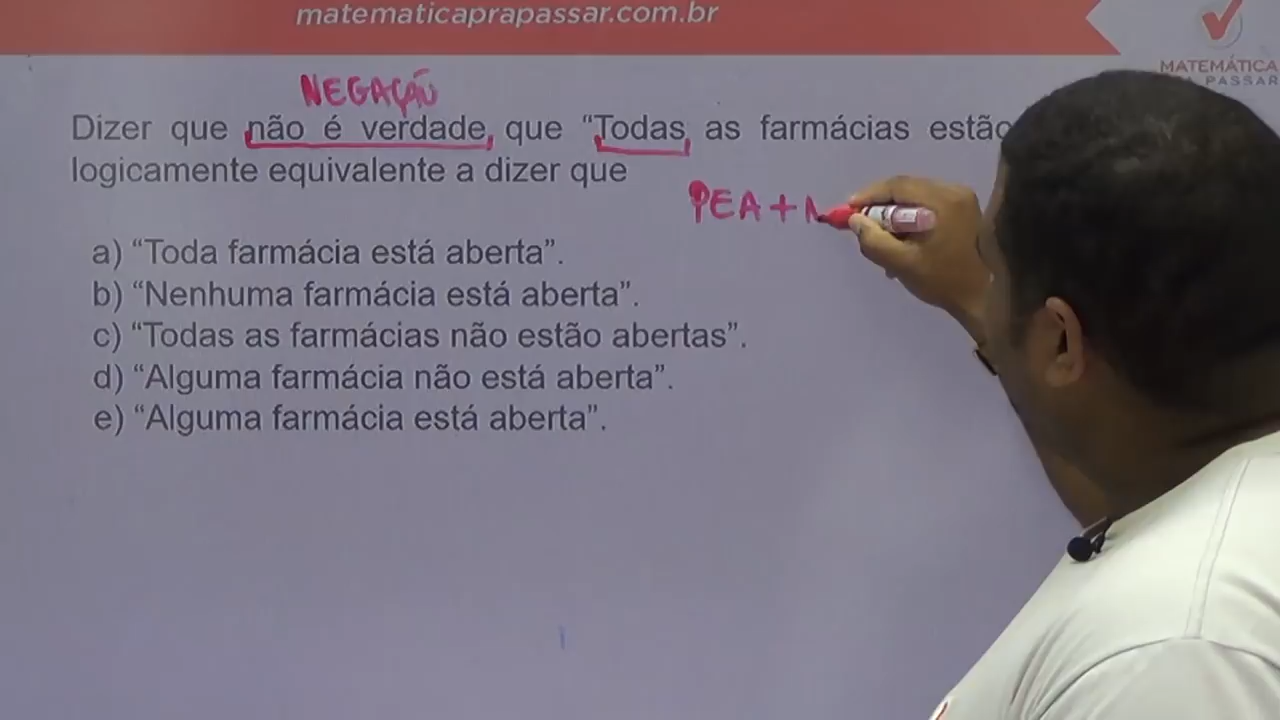 matematicaprapassar.com.br
MATEMÁTICA
PASSAR
NEGAÇÃO
Dizer que não é verdade, que “Todas as farmácias estão
logicamente equivalente a dizer que
PEA +
a) “Toda farmácia está aberta”.
b) “Nenhuma farmácia está aberta”.
c) “Todas as farmácias não estão abertas”.
d) “Alguma farmácia não está aberta”.
e) “Alguma farmácia está aberta”.